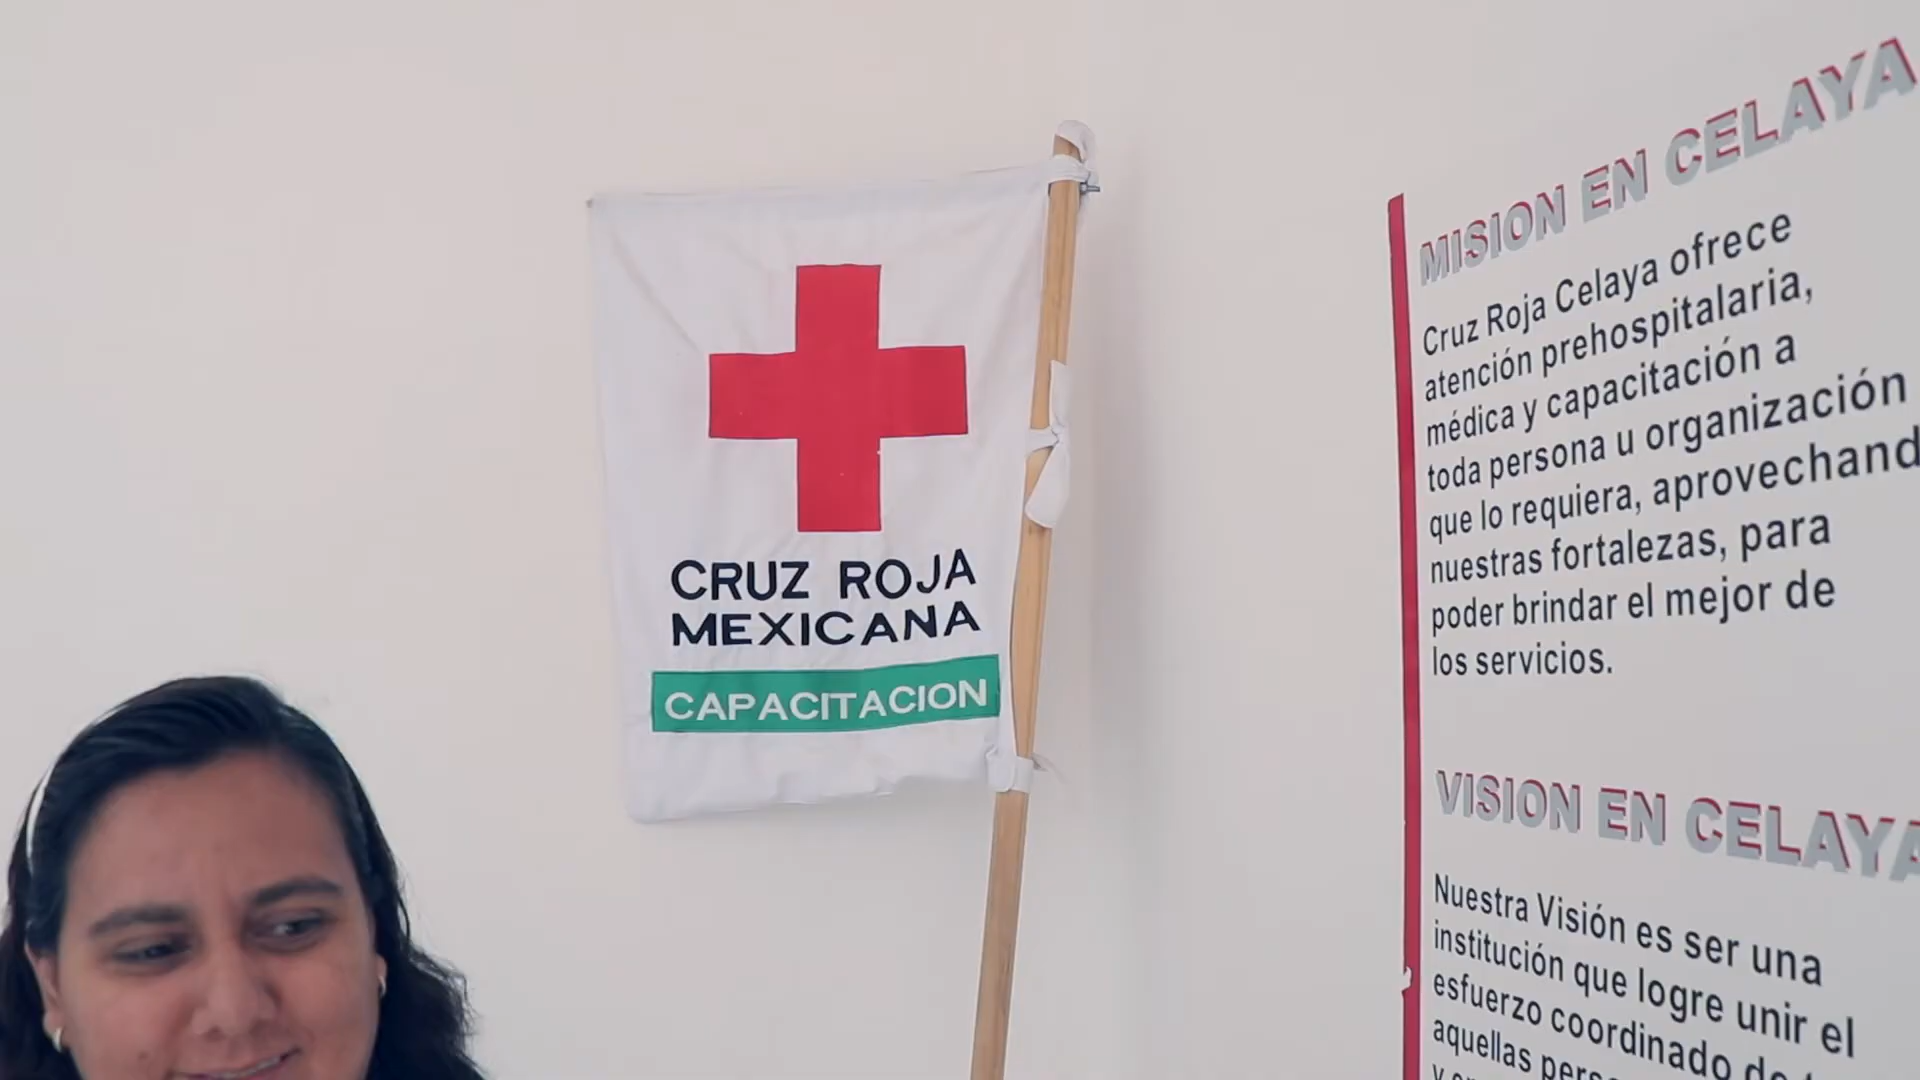 CRUZ ROJA
MEXICANA
CAPACITACION
MISION EN CELAYA
Cruz Roja Celaya ofrece
atención prehospitalaria,
médica y capacitación a
toda persona u organización
que lo requiera, aprovechand
nuestras fortalezas, para
poder brindar el mejor de
los servicios.
VISION EN CELAYA
Nuestra Visión es ser una
institución que logre unir el
esfuerzo coordinado de
aquellas